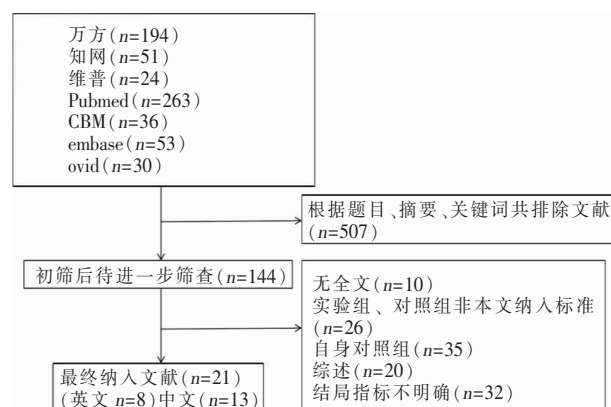 万方(n=194)
知网(n=51)
维普(n=24)
Pubmed(n=263)
CBM(n=36)
embase(n=53)
ovid(n=30)
根据题目、摘要、关键词共排除文献
(n=507)
初筛后待进一步筛查(n=144)
无全文(n=10)
实验组、对照组非本文纳入标准
(n=26)
自身对照组(n=35)
综述(n=20)
结局指标不明确(n=32)
最终纳入文献(n=21)
(英文 n=8)中文(n=13)